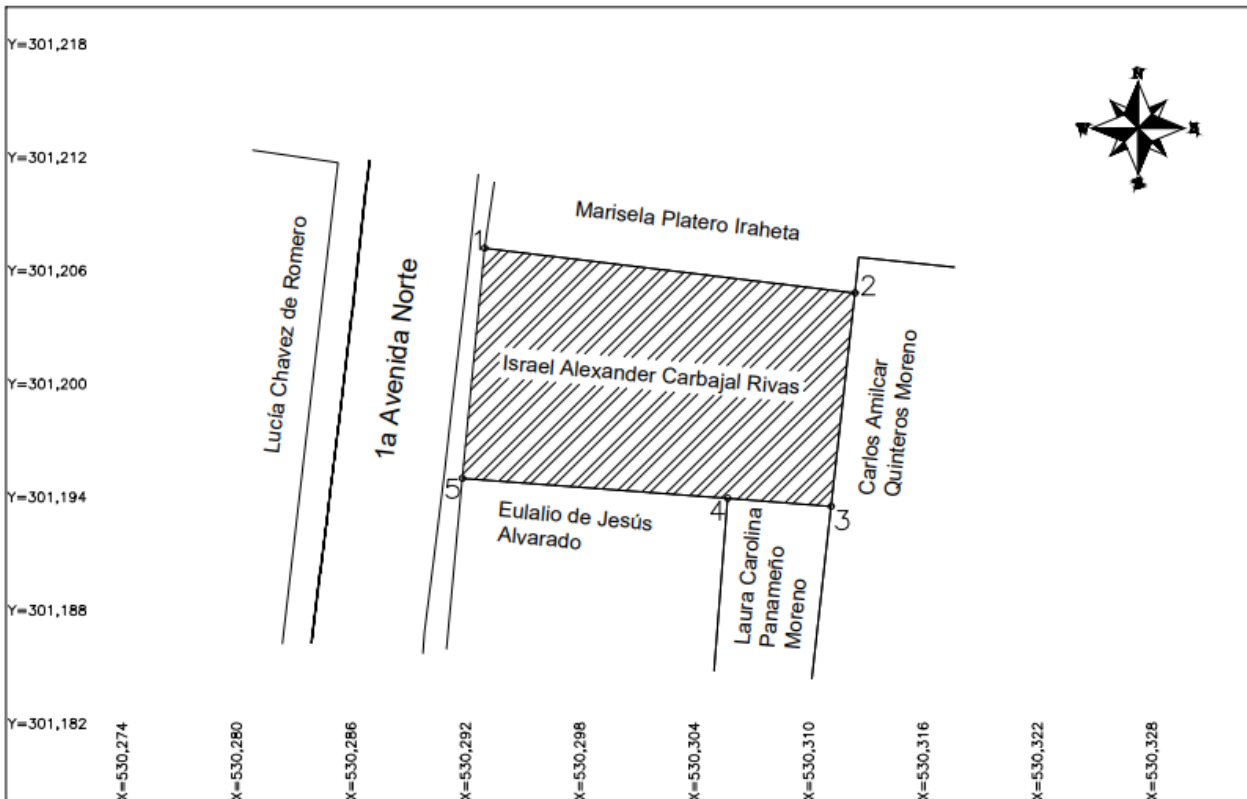 Y=301,218
N
W
E
S
Y=301,212
Marisela Platero Iraheta
1
Y=301,206
2
Lucía Chavez de Romero
1a Avenida Norte
Israel Alexander Carbajal Rivas
Y=301,200
Carlos Amilcar
Quinteros Moreno
Y=301,194
5
4
3
Eulalio de Jesús
Alvarado
Laura Carolina
Panameño
Moreno
Y=301,188
Y=301,182
x=530,274
x=530,280
x=530,286
x=530,292
x=530,298
x=530,304
x=530,310
x=530,316
x=530,322
x=530,328